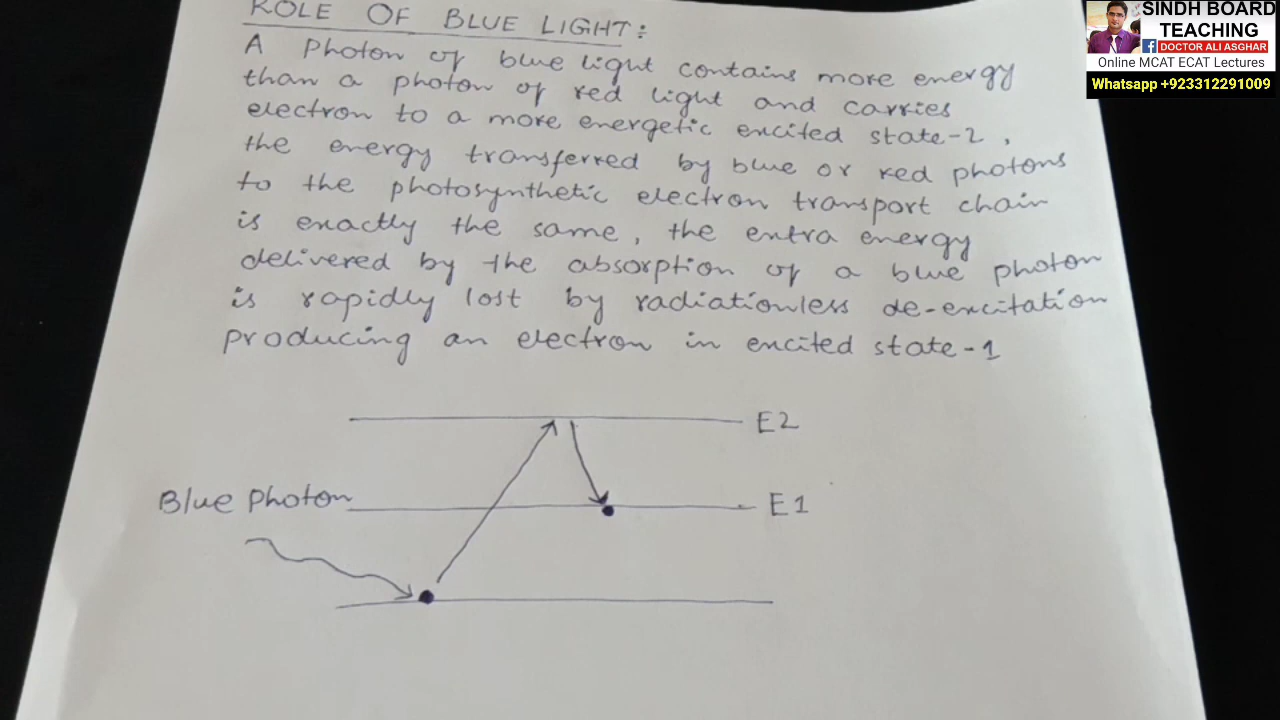 ROLE OF BLUE LIGHT:
A Photon of blue light contains more energy
than a photon of red light and carries
electron to a more energetic excited state-2,
the energy transferred by blue or red photons
to the photosynthetic electron transport chain
is exactly the same, the extra energy
delivered by the absorption of a blue photon
is rapidly lost by radiationless de-excitation
producing an electron in excited state-1
E2
Blue Photon
E1
SINDH BOARD
TEACHING
f DOCTOR ALI ASGHAR
Online MCAT ECAT Lectures
Whatsapp +923312291009